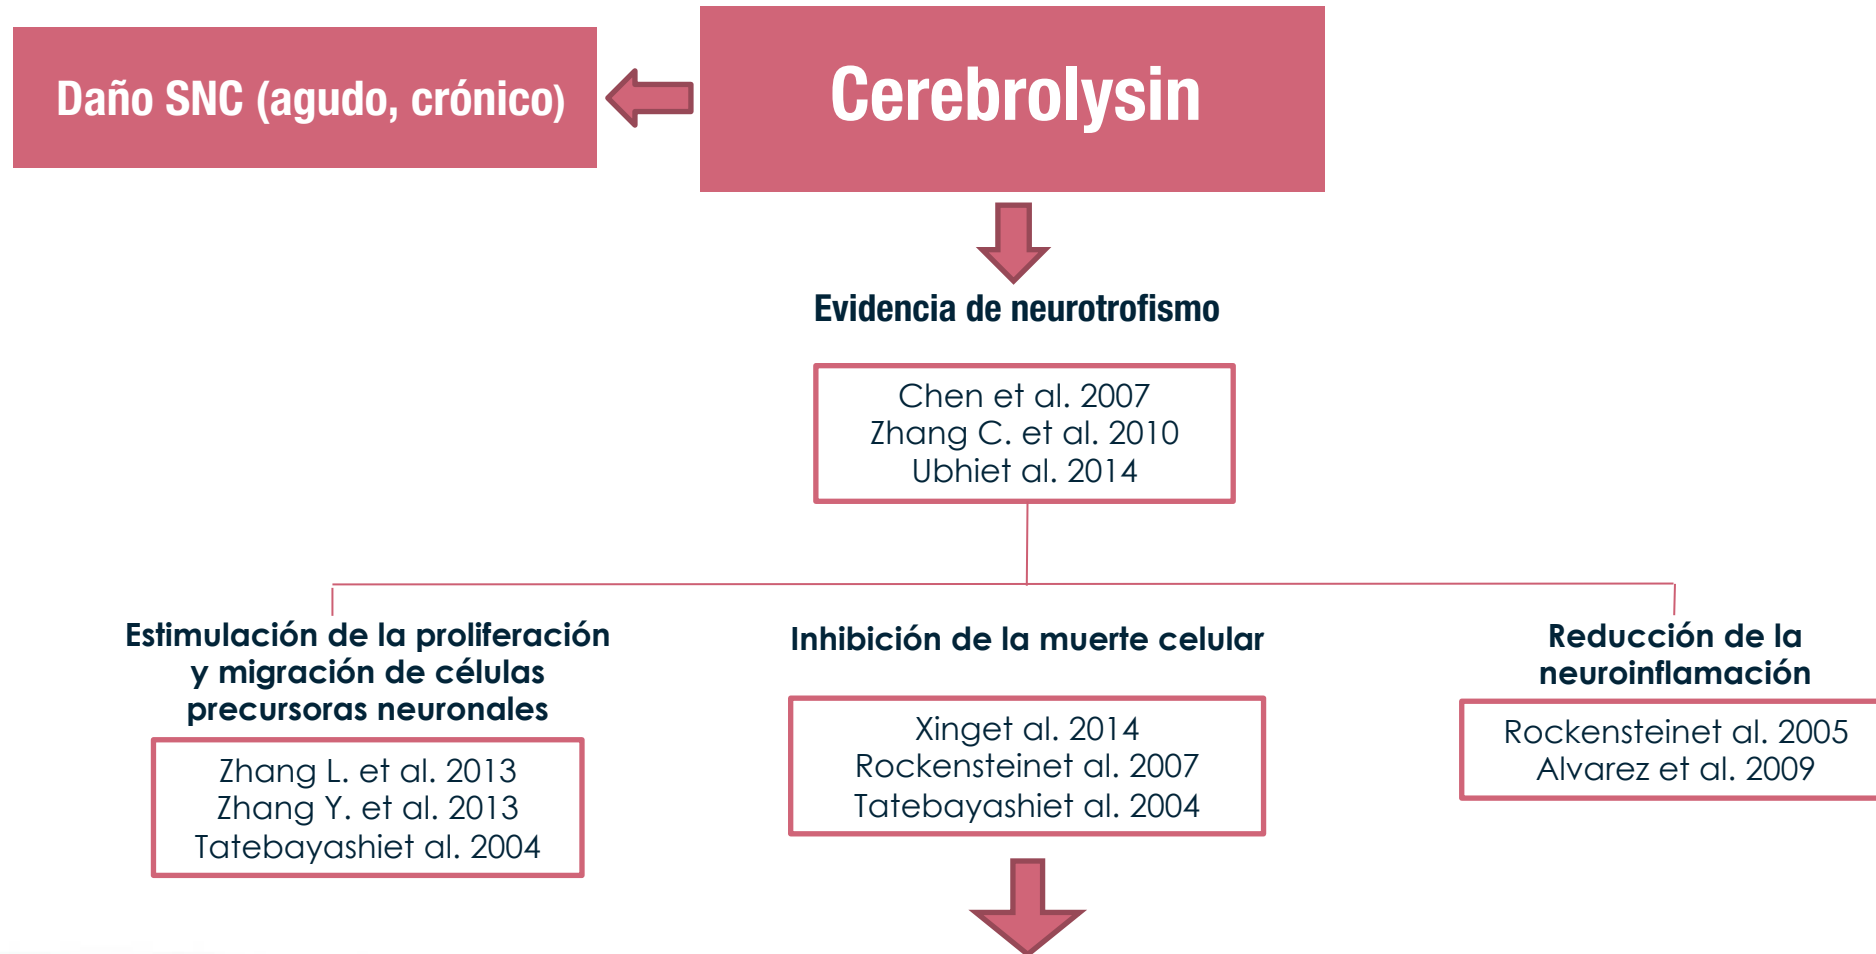 Daño SNC (agudo, crónico)
Cerebrolysin
Evidencia de neurotrofismo
Chen et al. 2007
Zhang C. et al. 2010
Ubhiet al. 2014
Estimulación de la proliferación
y migración de células
precursoras neuronales
Zhang L. et al. 2013
Zhang Y. et al. 2013
Tatebayashiet al. 2004
Inhibición de la muerte celular
Xinget al. 2014
Rockensteinet al. 2007
Tatebayashiet al. 2004
Reducción de la
neuroinflamación
Rockensteinet al. 2005
Alvarez et al. 2009